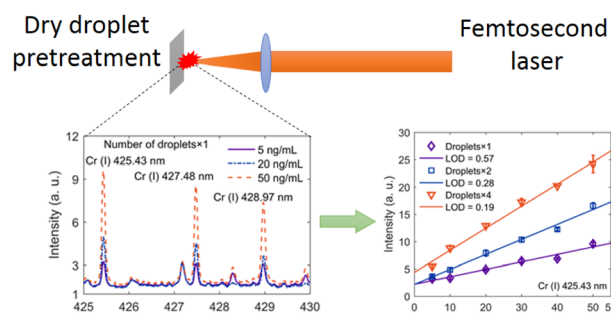 Dry droplet
pretreatment
Femtosecond
laser
Number of droplets×1
Cr (I) 425.43 nm
Cr (I) 427.48 nm
Cr (I) 428.97 nm
5 ng/mL
20 ng/mL
50 ng/mL
Intensity (a. u.)
12
11
9
7
5
3
1
425
426
427
428
429
430
Droplets×1
LOD = 0.57
Droplets×2
LOD = 0.28
Droplets×4
LOD = 0.19
Cr (I) 425.43 nm
Intensity (a. u.)
30
25
20
15
10
5
0
0
10
20
30
40
50